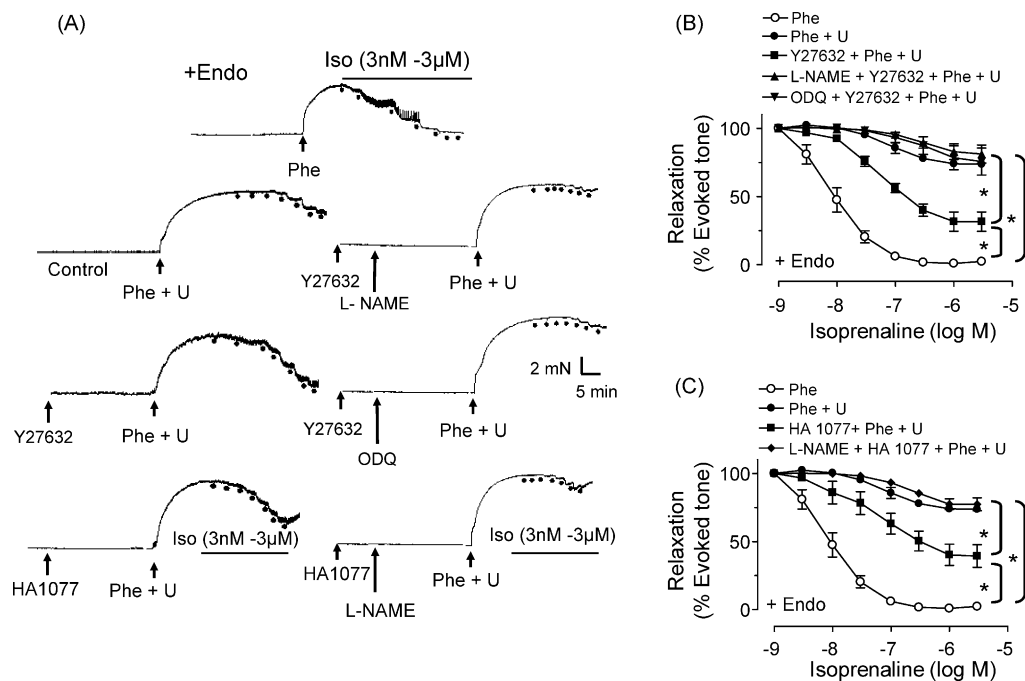 (A)
+Endo
Iso (3nM -3µM)
Phe
Control
Phe + U
Y27632
L- NAME
Phe + U
Y27632
Phe + U
Y27632
ODQ
Phe + U
2 mN
5 min
HA1077
Phe + U
Iso (3nM -3µM)
HA1077
L-NAME
Phe + U
Iso (3nM -3µM)
(B)
Phe
Phe + U
Y27632 + Phe + U
L-NAME + Y27632 + Phe + U
ODQ + Y27632 + Phe + U
Relaxation
(% Evoked tone)
100
50
0
+ Endo
*
*
*
-9 -8 -7 -6 -5
Isoprenaline (log M)
(C)
Phe
Phe + U
HA 1077+ Phe + U
L-NAME + HA 1077 + Phe + U
Relaxation
(% Evoked tone)
100
50
0
+ Endo
*
*
*
-9 -8 -7 -6 -5
Isoprenaline (log M)